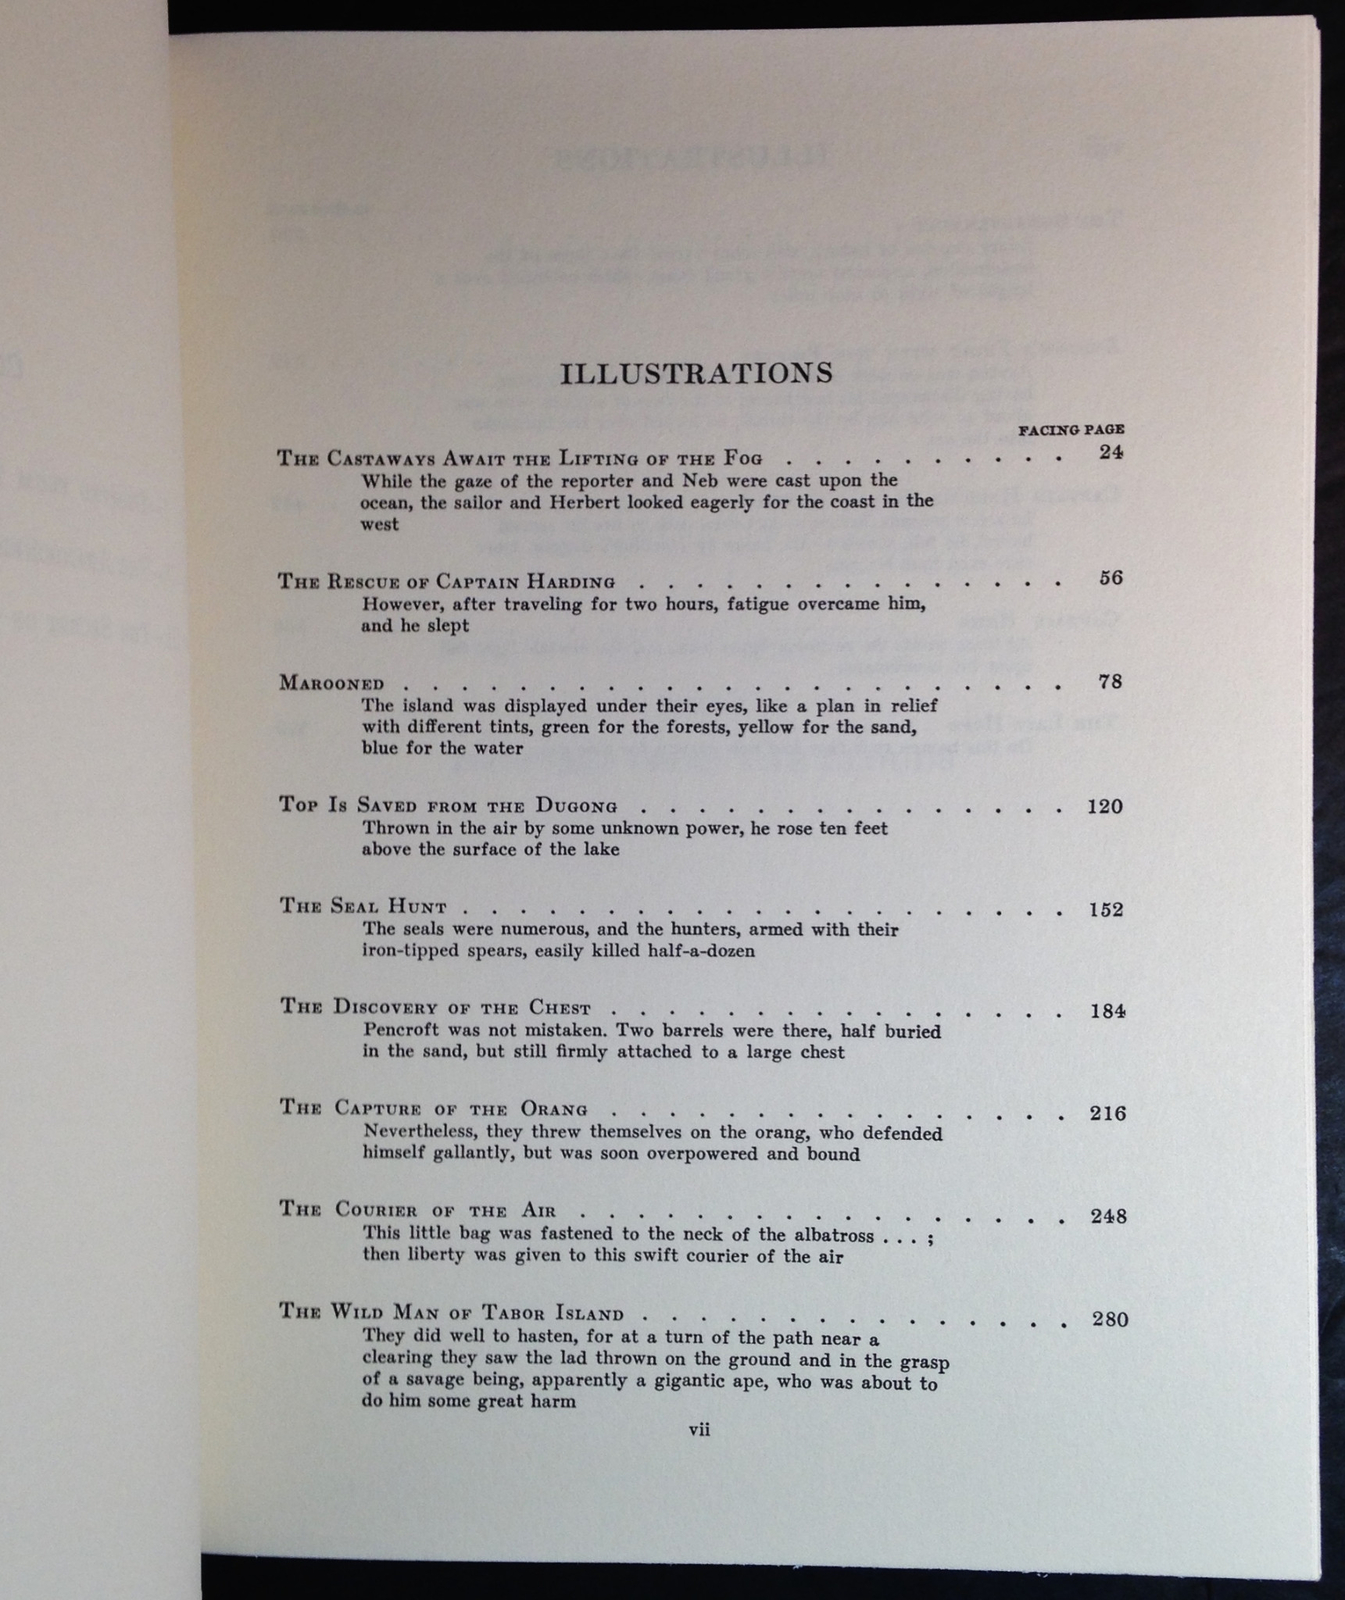 ILLUSTRATIONS
FACING PAGE
The Castaways Await the Lifting of the Fog . . . . . . . . . . 24
While the gaze of the reporter and Neb were cast upon the
ocean, the sailor and Herbert looked eagerly for the coast in the
west
The Rescue of Captain Harding . . . . . . . . . . . . . . . 56
However, after traveling for two hours, fatigue overcame him,
and he slept
Marooned . . . . . . . . . . . . . . . . . . . . . . . 78
The island was displayed under their eyes, like a plan in relief
with different tints, green for the forests, yellow for the sand,
blue for the water
Top Is Saved from the Dugong . . . . . . . . . . . . . . . 120
Thrown in the air by some unknown power, he rose ten feet
above the surface of the lake
The Seal Hunt . . . . . . . . . . . . . . . . . . . . . 152
The seals were numerous, and the hunters, armed with their
iron-tipped spears, easily killed half-a-dozen
The Discovery of the Chest . . . . . . . . . . . . . . . . 184
Pencroft was not mistaken. Two barrels were there, half buried
in the sand, but still firmly attached to a large chest
The Capture of the Orang . . . . . . . . . . . . . . . . 216
Nevertheless, they threw themselves on the orang, who defended
himself gallantly, but was soon overpowered and bound
The Courier of the Air . . . . . . . . . . . . . . . . . 248
This little bag was fastened to the neck of the albatross . . . ;
then liberty was given to this swift courier of the air
The Wild Man of Tabor Island . . . . . . . . . . . . . . . 280
They did well to hasten, for at a turn of the path near a
clearing they saw the lad thrown on the ground and in the grasp
of a savage being, apparently a gigantic ape, who was about to
do him some great harm
vii